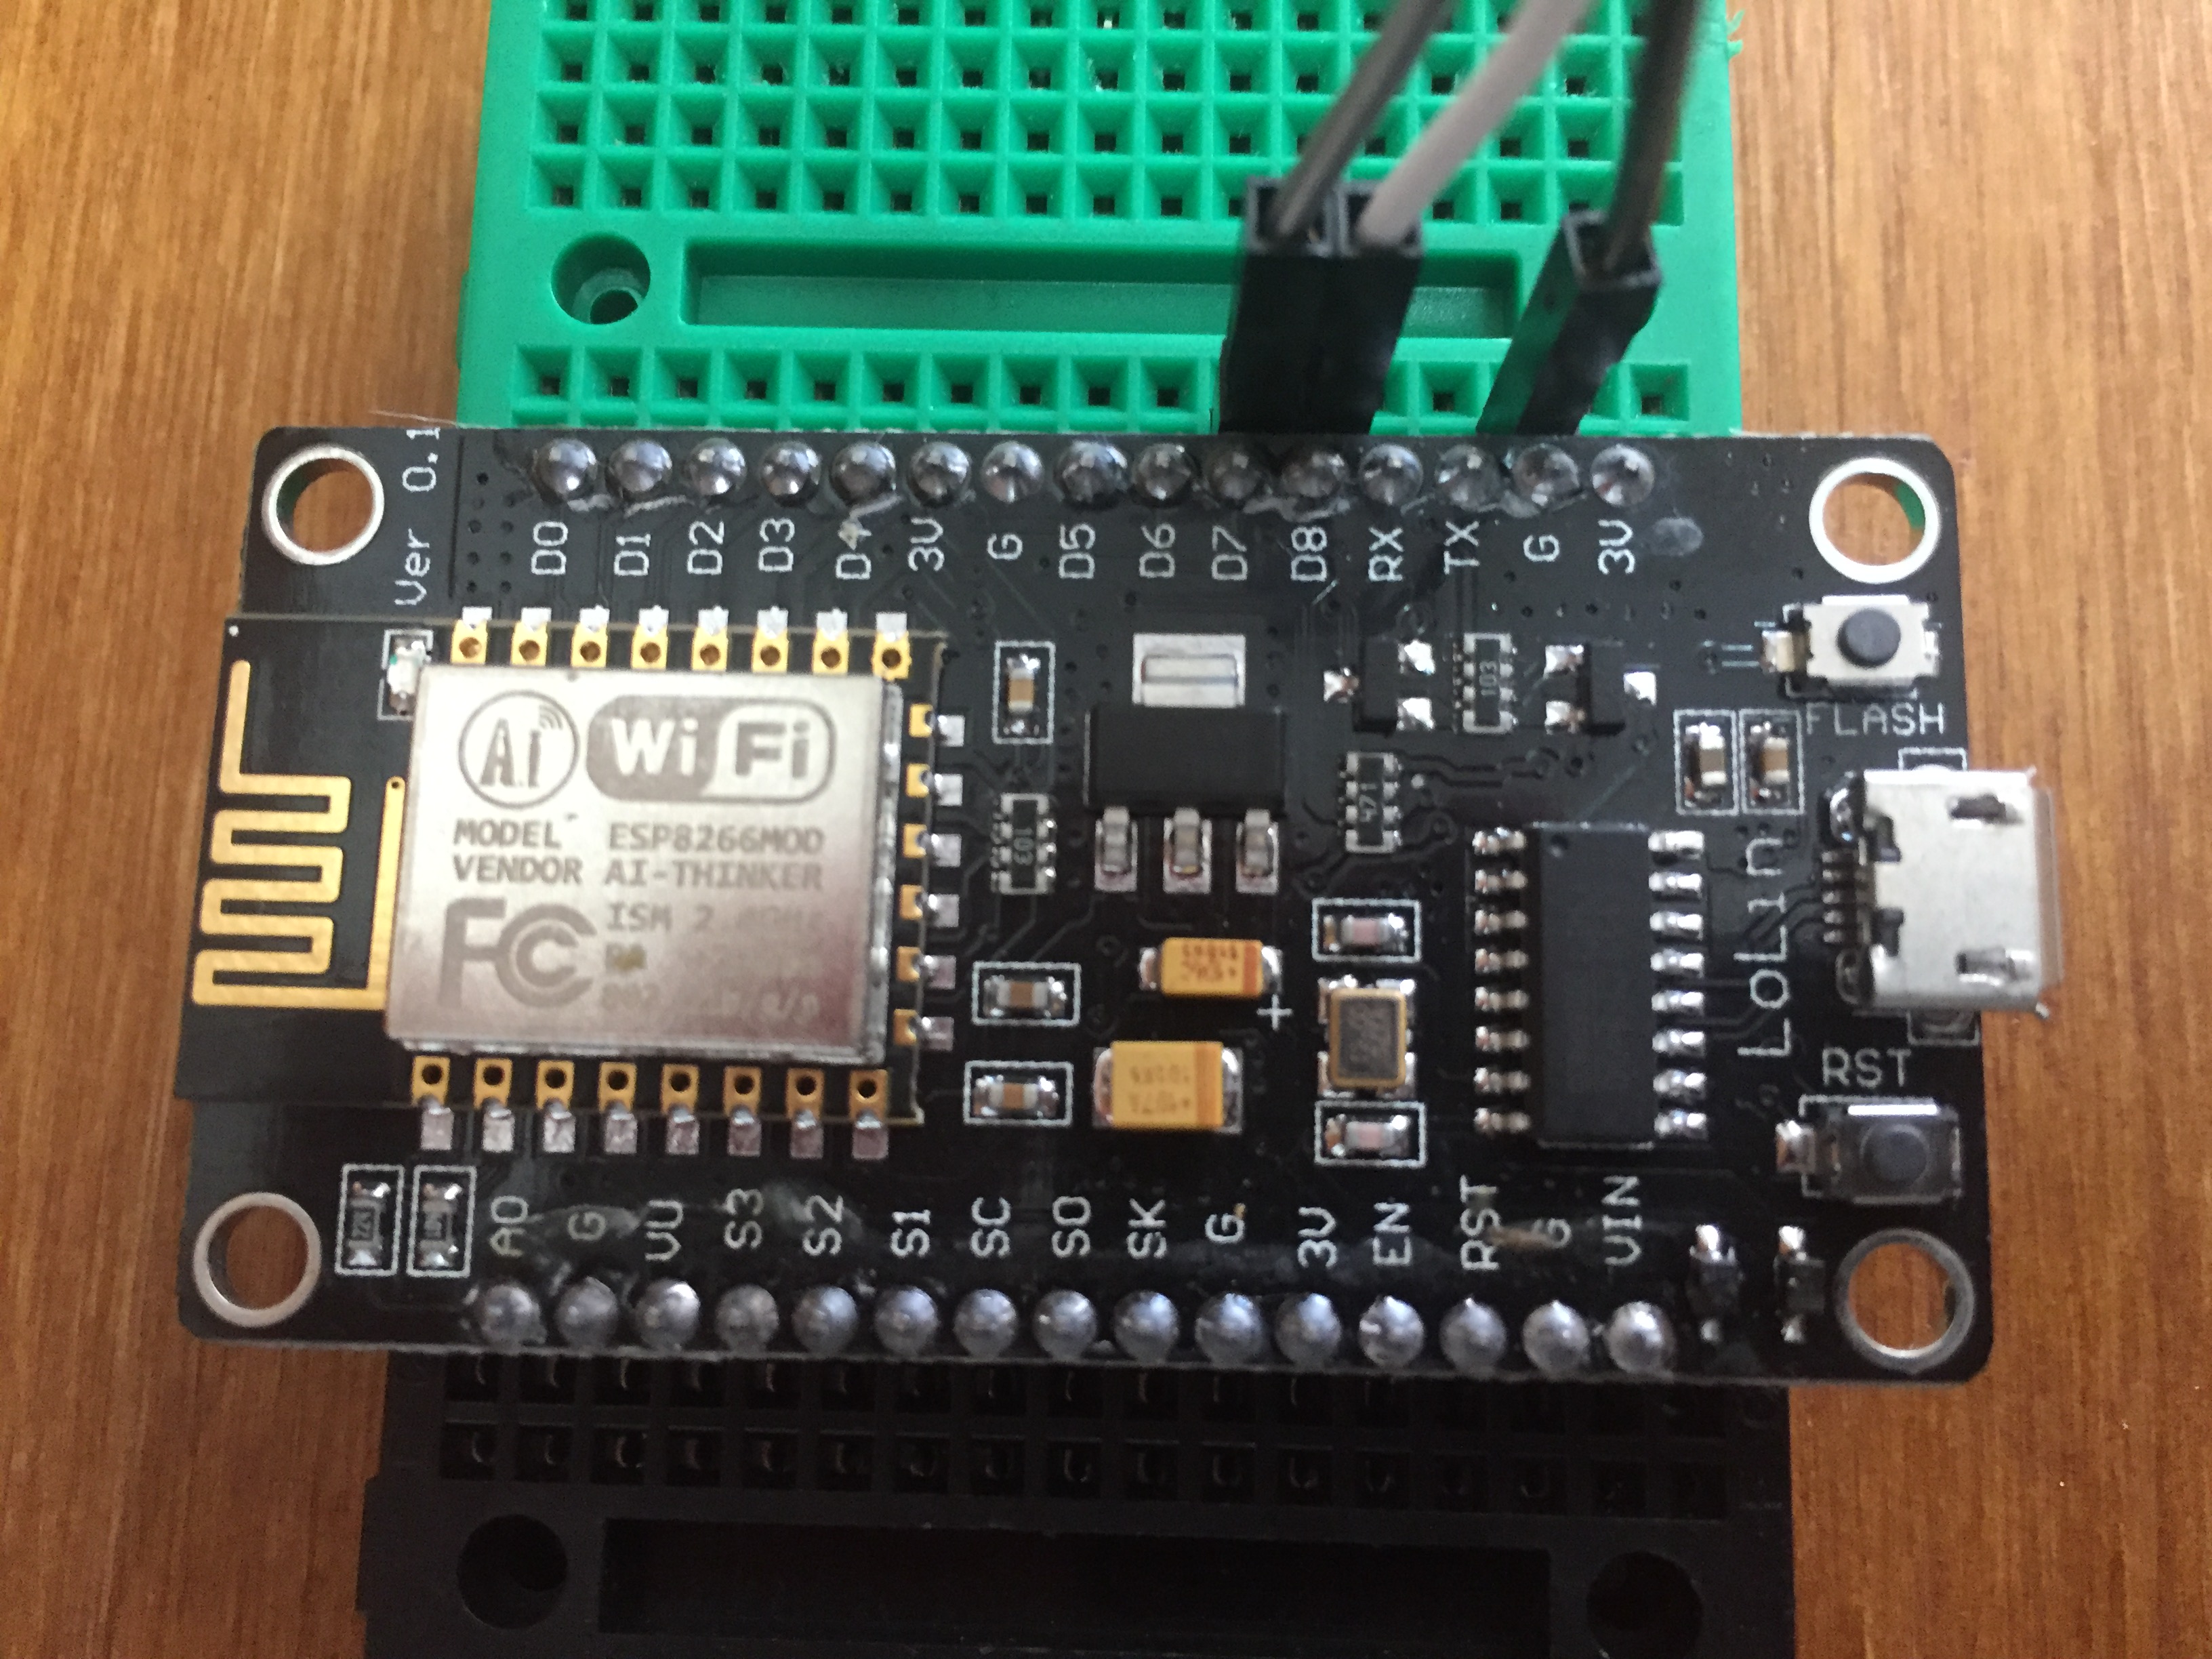 Ver 0.1
D0 D1 D2 D3 D4 3V G D5 D6 D7 D8 RX TX G 3V
Ai WiFi
MODEL ESP8266MOD
VENDOR AI-THINKER
FC ISM 2
103
103
471
FLASH
LoLin
+
107A
RST
A0 G VU S3 S2 S1 SC SO SK G 3V EN RST G VIN